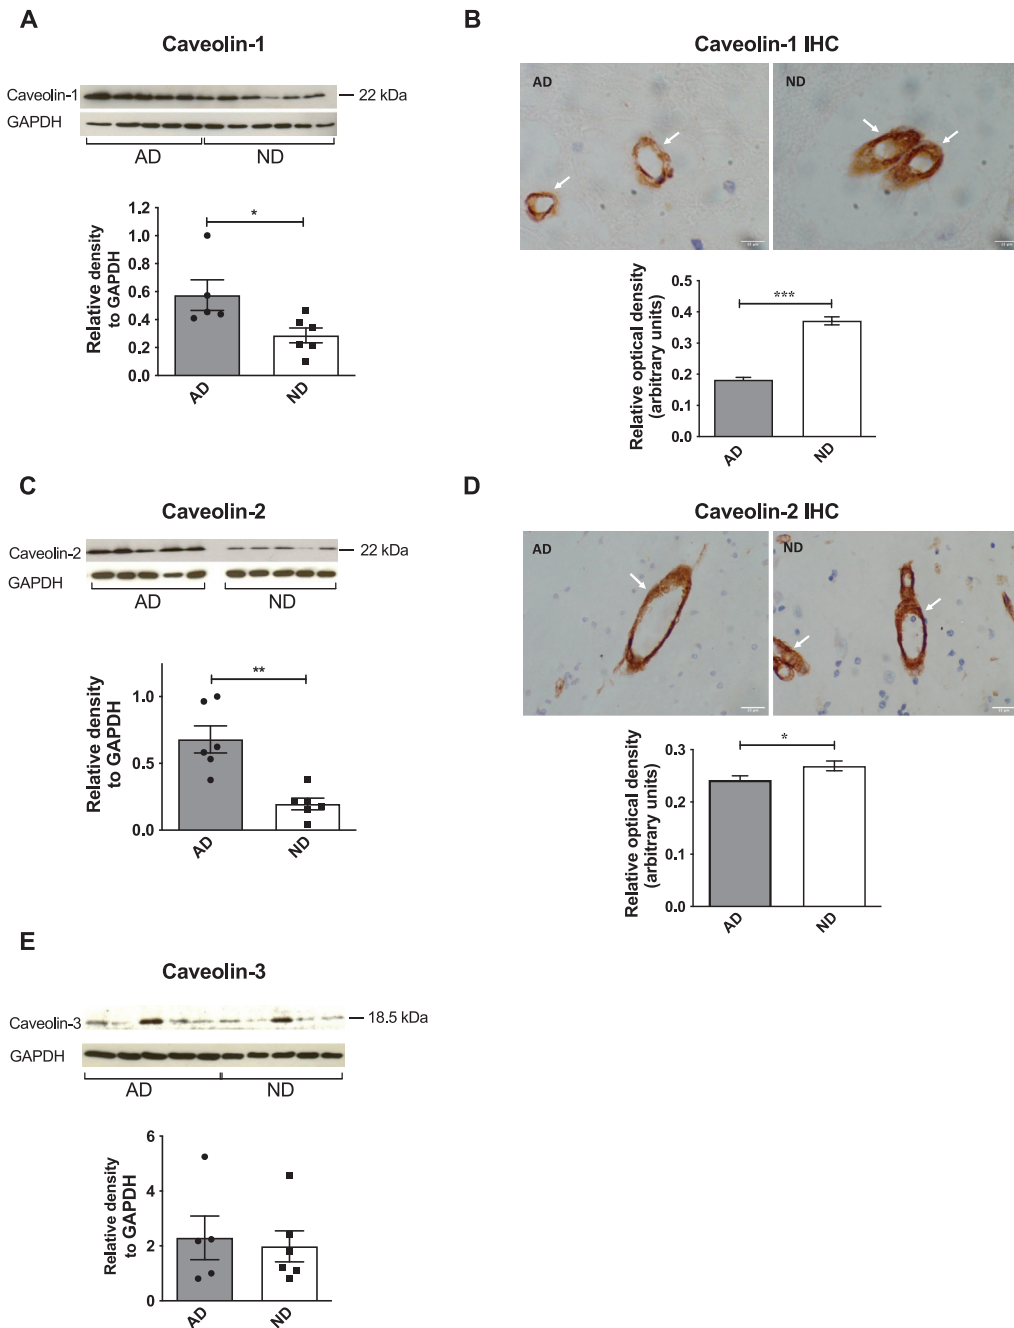 A
Caveolin-1
Caveolin-1
22 kDa
GAPDH
AD
ND
Relative density
to GAPDH
1.2
1.0
0.8
0.6
0.4
0.2
0.0
*
AD
ND
B
Caveolin-1 IHC
AD
ND
Relative optical density
(arbitrary units)
0.5
0.4
0.3
0.2
0.1
0.0
***
AD
ND
C
Caveolin-2
Caveolin-2
22 kDa
GAPDH
AD
ND
Relative density
to GAPDH
1.0
0.5
0.0
**
AD
ND
D
Caveolin-2 IHC
AD
ND
Relative optical density
(arbitrary units)
0.3
0.2
0.1
0.0
*
AD
ND
E
Caveolin-3
Caveolin-3
18.5 kDa
GAPDH
AD
ND
Relative density
to GAPDH
6
4
2
0
AD
ND